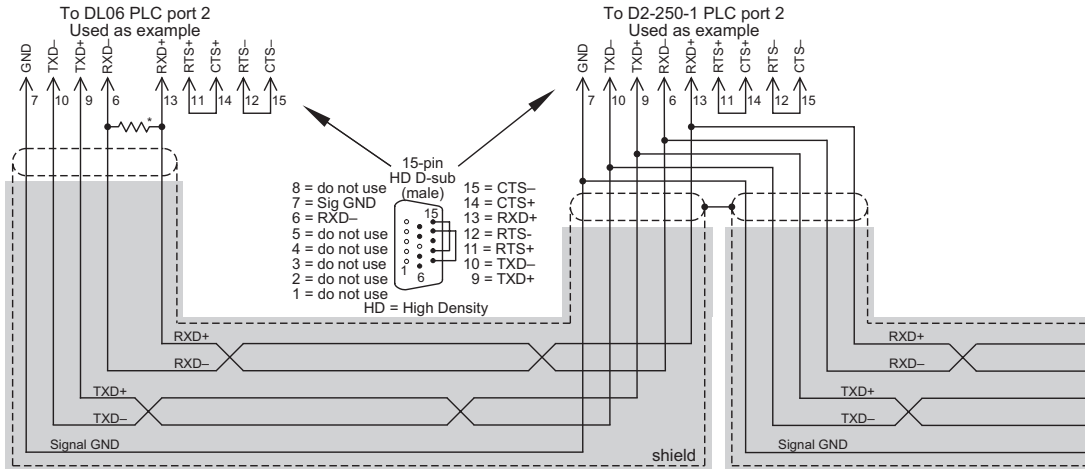 To DL06 PLC port 2
Used as example
GND
TXD–
TXD+
RXD–
RXD+
RTS+
CTS+
RTS–
CTS–
7
10
9
6
13
11
14
12
15
*
To D2-250-1 PLC port 2
Used as example
GND
TXD–
TXD+
RXD–
RXD+
RTS+
CTS+
RTS–
CTS–
7
10
9
6
13
11
14
12
15
15-pin
HD D-sub
(male)
8 = do not use
7 = Sig GND
6 = RXD–
5 = do not use
4 = do not use
3 = do not use
2 = do not use
1 = do not use
15
1
6
15 = CTS–
14 = CTS+
13 = RXD+
12 = RTS-
11 = RTS+
10 = TXD–
9 = TXD+
HD = High Density
RXD+
RXD–
TXD+
TXD–
Signal GND
shield
RXD+
RXD–
TXD+
TXD–
Signal GND